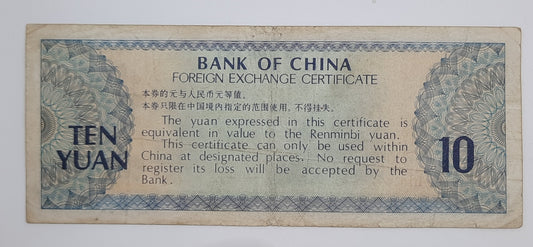 BANK OF CHINA
FOREIGN EXCHANGE CERTIFICATE
本券的元与人民币元等值。
本券只限在中国境内指定的范围使用，不得挂失。
The yuan expressed in this certificate is
equivalent in value to the Renminbi yuan.
This certificate can only be used within
China at designated places. No request to
register its loss will be accepted by the
Bank.
TEN
YUAN
10